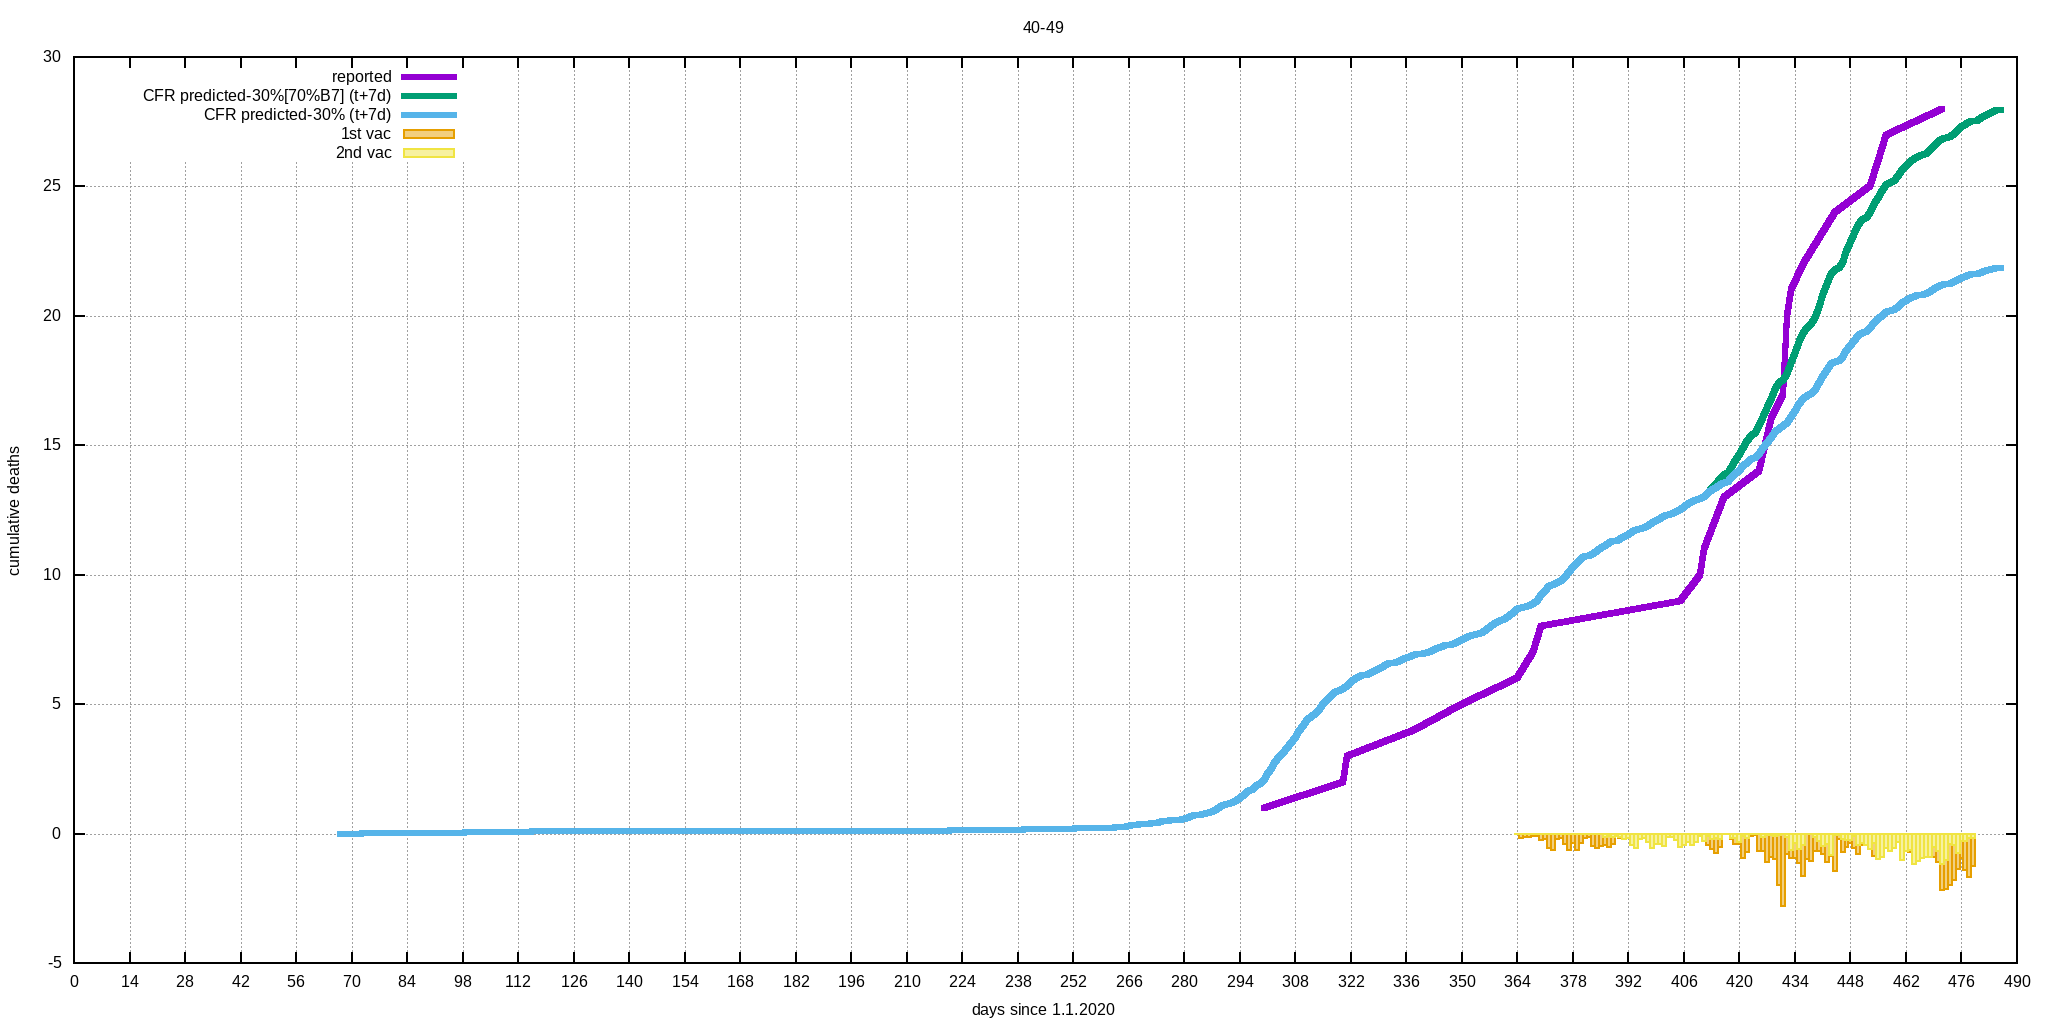 40-49
30
reported
CFR predicted-30%[70%B7] (t+7d)
CFR predicted-30% (t+7d)
1st vac
2nd vac
25
20
15
10
5
0
-5
cumulative deaths
0 14 28 42 56 70 84 98 112 126 140 154 168 182 196 210 224 238 252 266 280 294 308 322 336 350 364 378 392 406 420 434 448 462 476 490
days since 1.1.2020